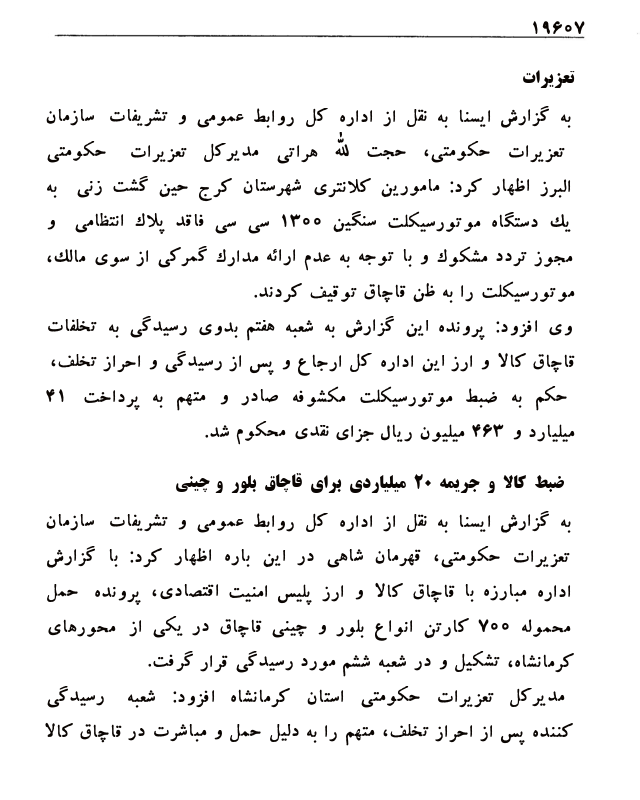 ۱۹۶۰۷
تعزیرات
به گزارش ایسنا به نقل از اداره کل روابط عمومی و تشریفات سازمان
تعزیرات حکومتی، حجت لله هراتی مدیرکل تعزیرات حکومتی
البرز اظهار کرد: مامورین کلانتری شهرستان کرج حین گشت زنی به
یك دستگاه موتورسیکلت سنگین ۱۳۰۰ سی سی فاقد پلاك انتظامی و
مجوز تردد مشکوك و با توجه به عدم ارائه مدارك گمرکی از سوی مالك،
موتورسیکلت را به ظن قاچاق توقیف کردند.
وی افزود: پرونده این گزارش به شعبه هفتم بدوی رسیدگی به تخلفات
قاچاق کالا و ارز این اداره کل ارجاع و پس از رسیدگی و احراز تخلف،
حکم به ضبط موتورسیکلت مکشوفه صادر و متهم به پرداخت ۴۱
میلیارد و ۴۶۳ میلیون ریال جزای نقدی محکوم شد.
ضبط کالا و جریمه ۲۰ میلیاردی برای قاچاق بلور و چینی
به گزارش ایسنا به نقل از اداره کل روابط عمومی و تشریفات سازمان
تعزیرات حکومتی، قهرمان شاهی در این باره اظهار کرد: با گزارش
اداره مبارزه با قاچاق کالا و ارز پلیس امنیت اقتصادی، پرونده حمل
محموله ۷۰۰ کارتن انواع بلور و چینی قاچاق در یکی از محورهای
کرمانشاه، تشکیل و در شعبه ششم مورد رسیدگی قرار گرفت.
مدیرکل تعزیرات حکومتی استان کرمانشاه افزود: شعبه رسیدگی
کننده پس از احراز تخلف، متهم را به دلیل حمل و مباشرت در قاچاق کالا